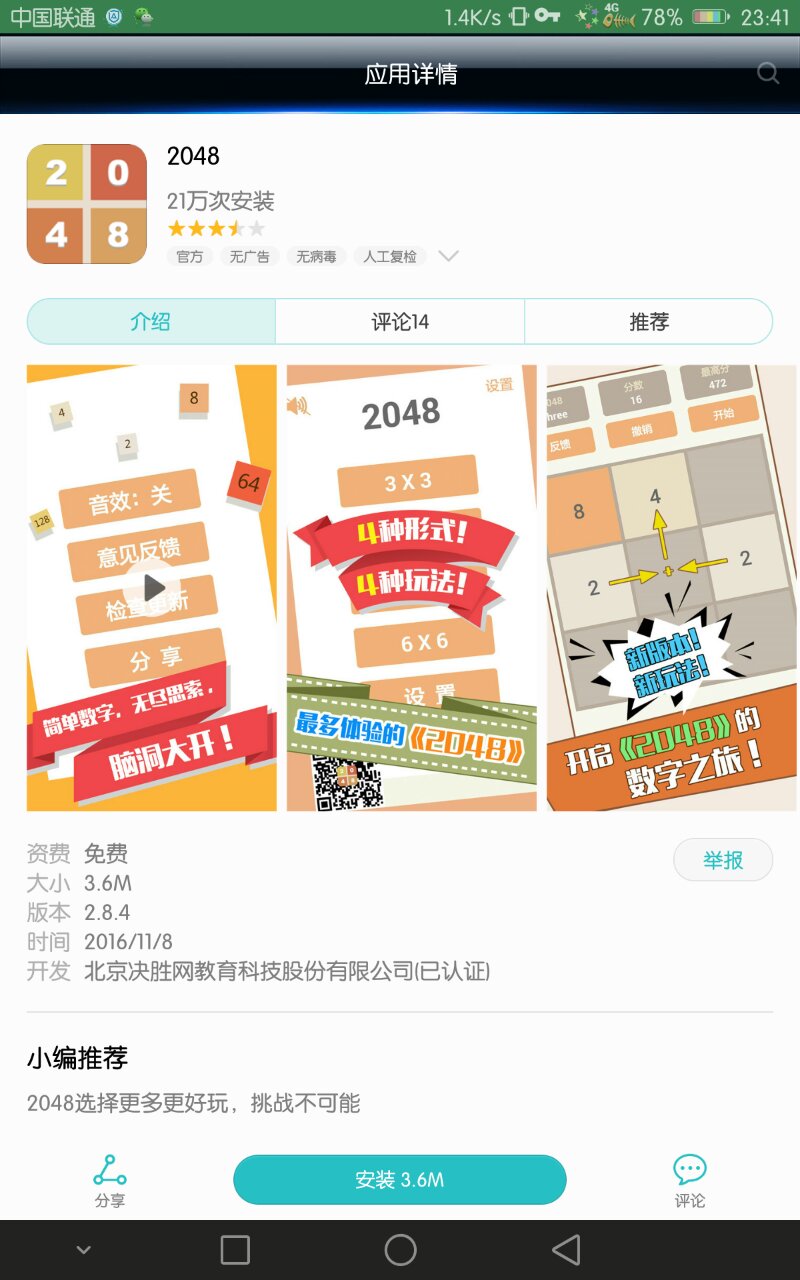 中国联通
1.4K/s 4G 78% 23:41
应用详情
2 0
4 8
2048
21万次安装
官方 无广告 无病毒 人工复检
介绍 评论14 推荐
4
8
2
64
128
音效：关
意见反馈
检查更新
分享
简单数字，无尽思索，
脑洞大开！
设置
2048
3 X 3
4种形式！
4种玩法！
6 X 6
设置
最多体验的《2048》
分数
16
最高分
472
反馈
撤销
开始
8
4
2
2
新版本！
新玩法！
开启《2048》的
数字之旅！
资费 免费
举报
大小 3.6M
版本 2.8.4
时间 2016/11/8
开发 北京决胜网教育科技股份有限公司(已认证)
小编推荐
2048选择更多更好玩，挑战不可能
分享
安装 3.6M
评论